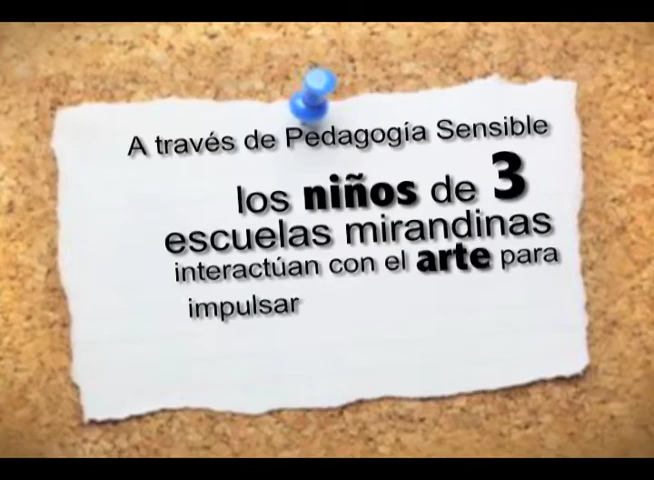 A través de Pedagogía Sensible
los niños de 3
escuelas mirandinas
interactúan con el arte para
impulsar